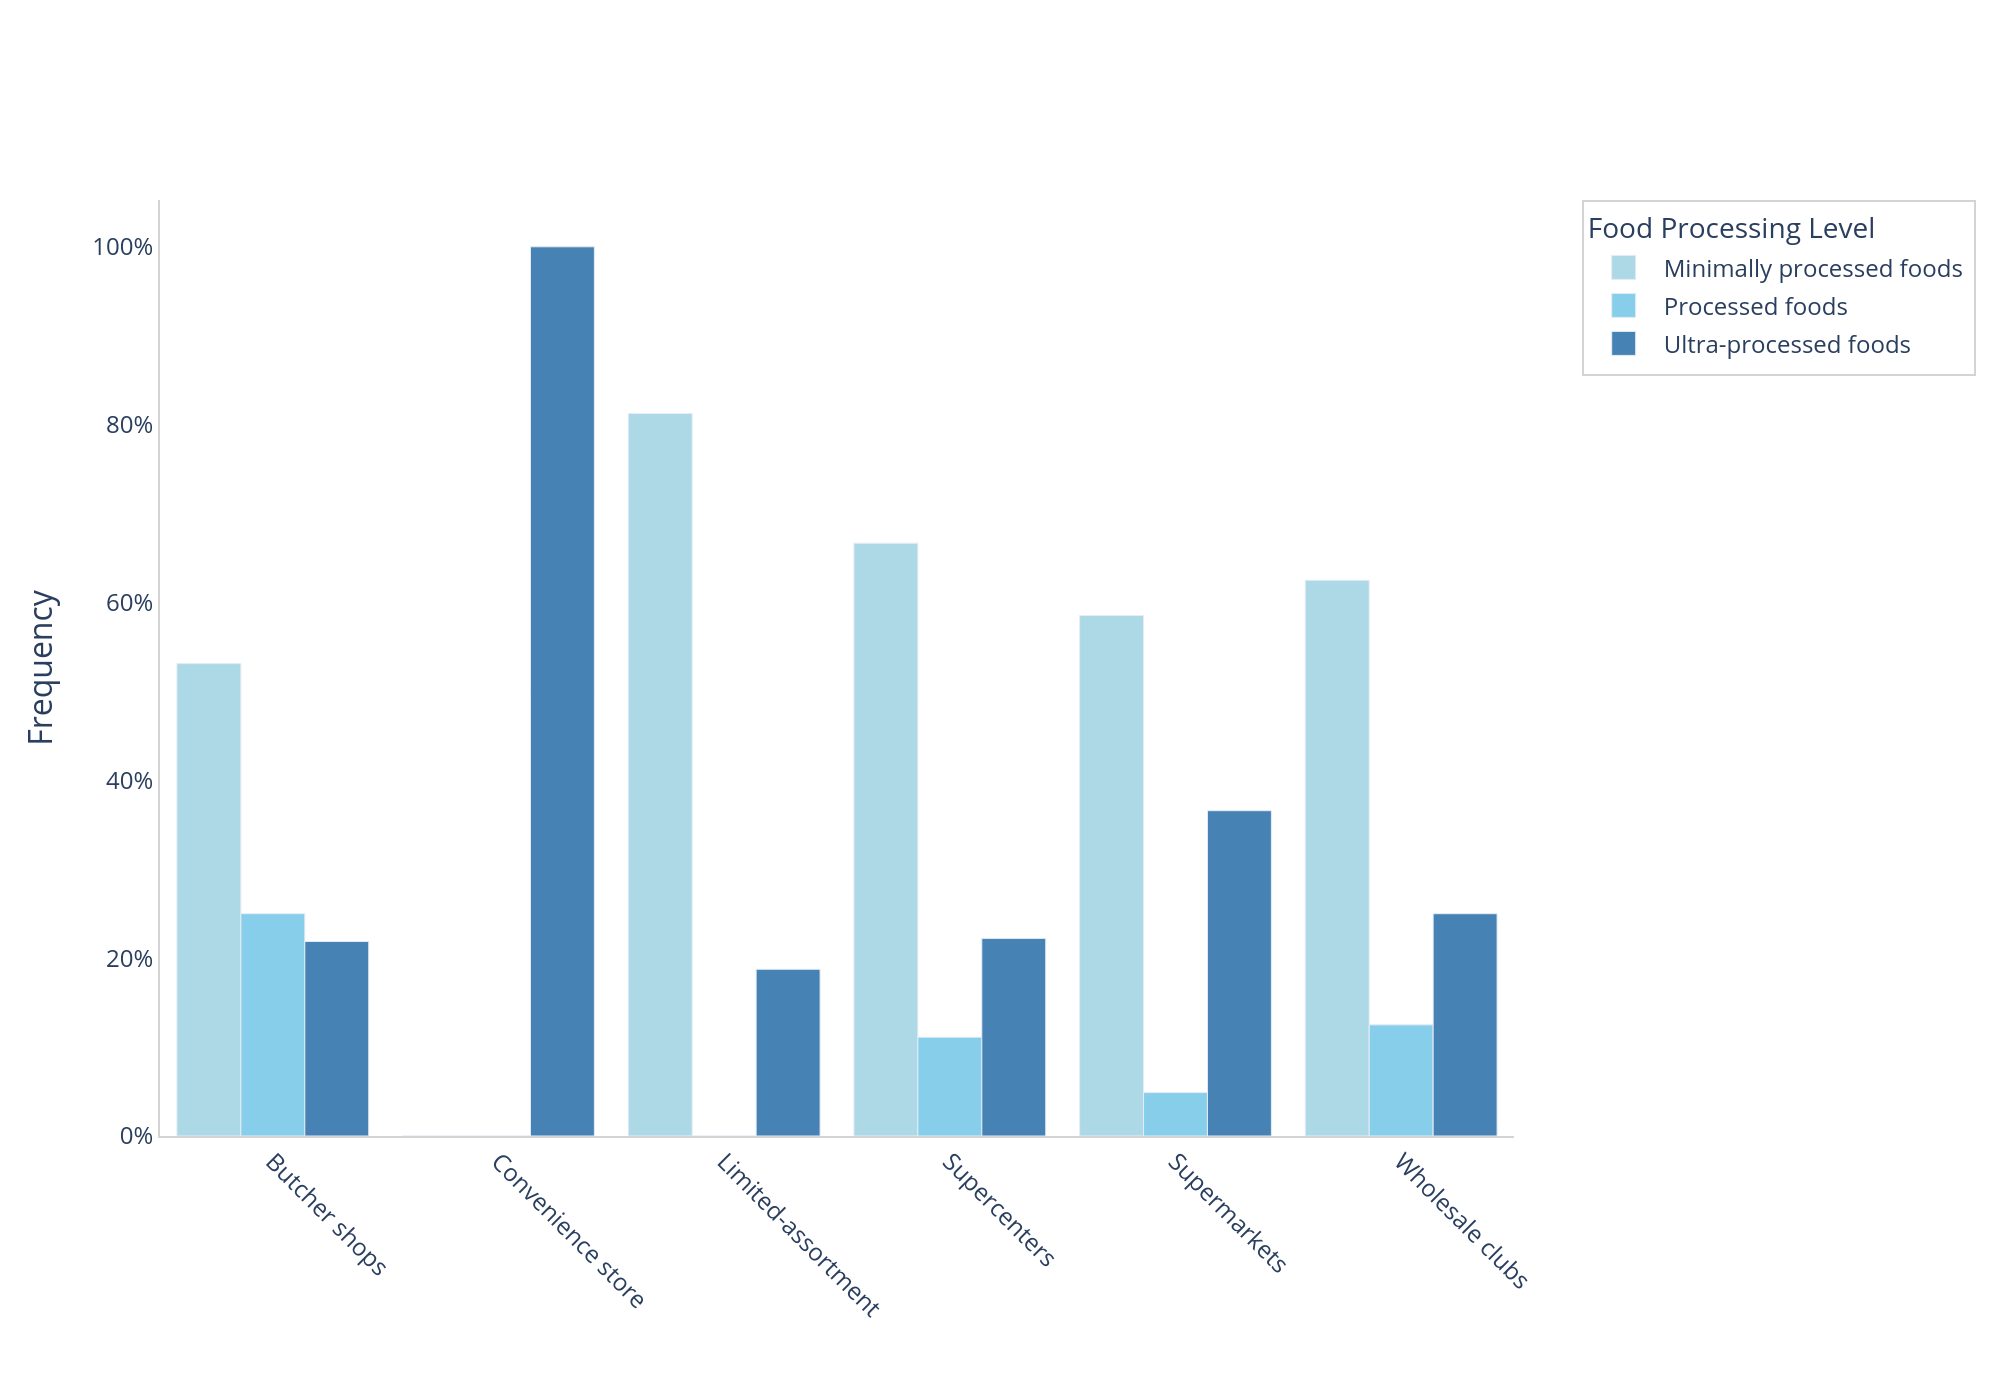 Food Processing Level
Minimally processed foods
Processed foods
Ultra-processed foods
Frequency
100%
80%
60%
40%
20%
0%
Butcher shops
Convenience store
Limited-assortment
Supercenters
Supermarkets
Wholesale clubs